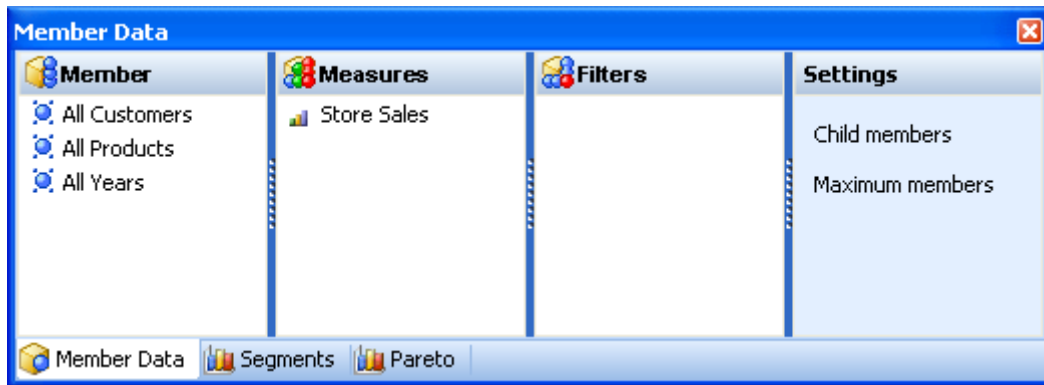 Member Data
Member
Measures
Filters
Settings
All Customers
All Products
All Years
Store Sales
Child members
Maximum members
Member Data
Segments
Pareto